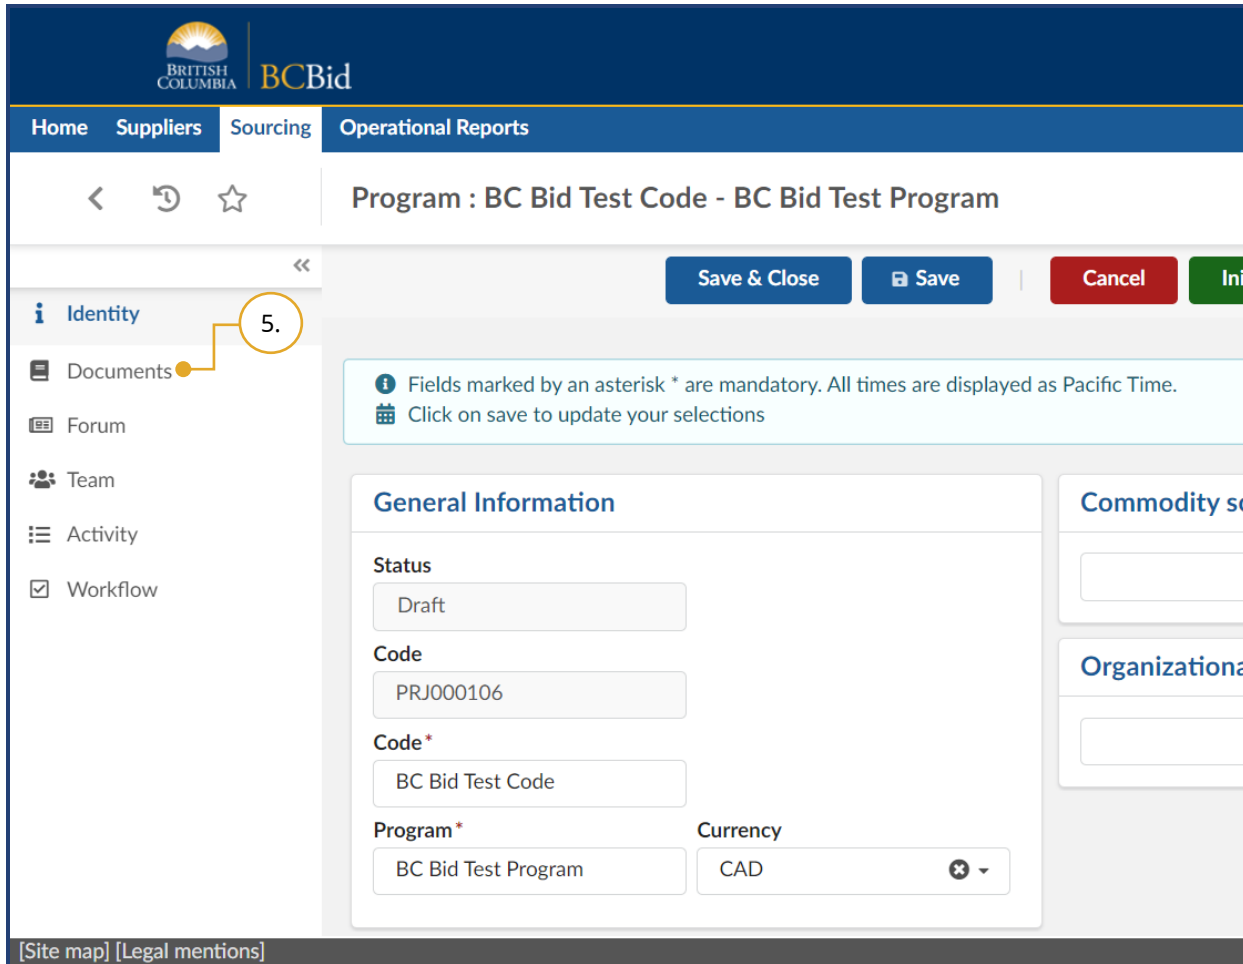 BRITISH
COLUMBIA
BCBid
Home Suppliers Sourcing Operational Reports
Program : BC Bid Test Code - BC Bid Test Program
Save & Close Save Cancel Ini
Identity
5.
Documents
Forum
Team
Activity
Workflow
Fields marked by an asterisk * are mandatory. All times are displayed as Pacific Time.
Click on save to update your selections
General Information
Status
Draft
Code
PRJ000106
Code*
BC Bid Test Code
Program* Currency
BC Bid Test Program CAD
Commodity s
Organizationa
[Site map] [Legal mentions]